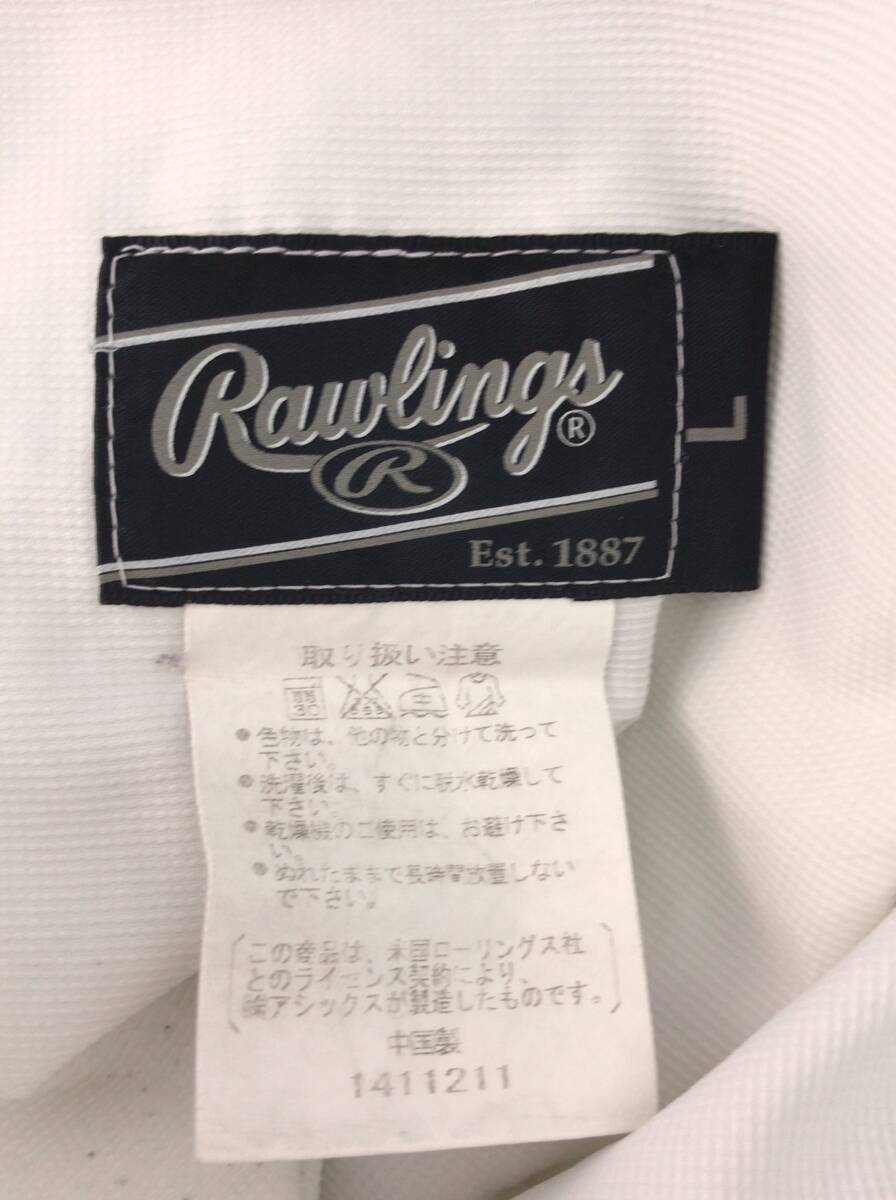 Rawlings®
R
Est. 1887
L
取り扱い注意
30
● 色物は、他の物と分けて洗って
下さい。
● 洗濯後は、すぐに脱水乾燥して
下さい。
● 乾燥機のご使用は、お避け下さ
い。
● ぬれたままで長時間放置しない
で下さい。
この商品は、米国ローリングス社
とのライセンス契約により、
㈱アシックスが製造したものです。
中国製
1411211